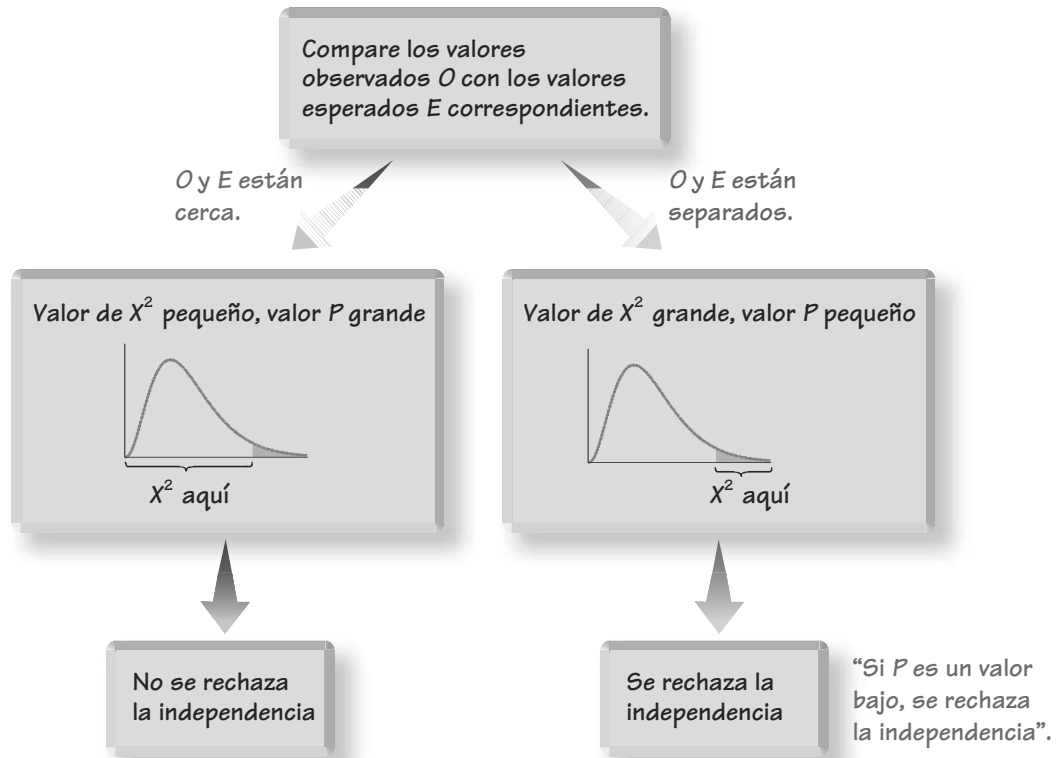 Compare los valores
observados O con los valores
esperados E correspondientes.
O y E están
cerca.
O y E están
separados.
Valor de X² pequeño, valor P grande
X² aquí
Valor de X² grande, valor P pequeño
X² aquí
No se rechaza
la independencia
Se rechaza la
independencia
“Si P es un valor
bajo, se rechaza
la independencia”.